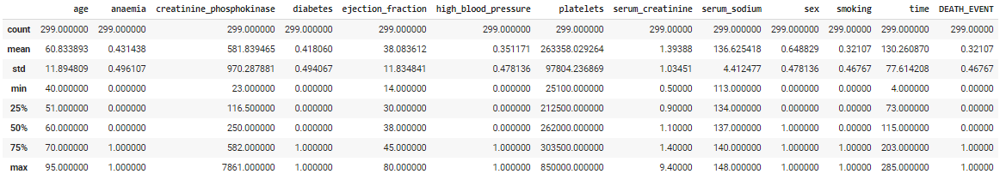 age anaemia creatinine_phosphokinase diabetes ejection_fraction high_blood_pressure platelets serum_creatinine serum_sodium sex smoking time DEATH_EVENT
count 299.000000 299.000000 299.000000 299.000000 299.000000 299.000000 299.000000 299.00000 299.000000 299.000000 299.00000 299.000000 299.00000
mean 60.833893 0.431438 581.839465 0.418060 38.083612 0.351171 263358.029264 1.39388 136.625418 0.648829 0.32107 130.260870 0.32107
std 11.894809 0.496107 970.287881 0.494067 11.834841 0.478136 97804.236869 1.03451 4.412477 0.478136 0.46767 77.614208 0.46767
min 40.000000 0.000000 23.000000 0.000000 14.000000 0.000000 25100.000000 0.50000 113.000000 0.000000 0.00000 4.000000 0.00000
25% 51.000000 0.000000 116.500000 0.000000 30.000000 0.000000 212500.000000 0.90000 134.000000 0.000000 0.00000 73.000000 0.00000
50% 60.000000 0.000000 250.000000 0.000000 38.000000 0.000000 262000.000000 1.10000 137.000000 1.000000 0.00000 115.000000 0.00000
75% 70.000000 1.000000 582.000000 1.000000 45.000000 1.000000 303500.000000 1.40000 140.000000 1.000000 1.00000 203.000000 1.00000
max 95.000000 1.000000 7861.000000 1.000000 80.000000 1.000000 850000.000000 9.40000 148.000000 1.000000 1.00000 285.000000 1.00000